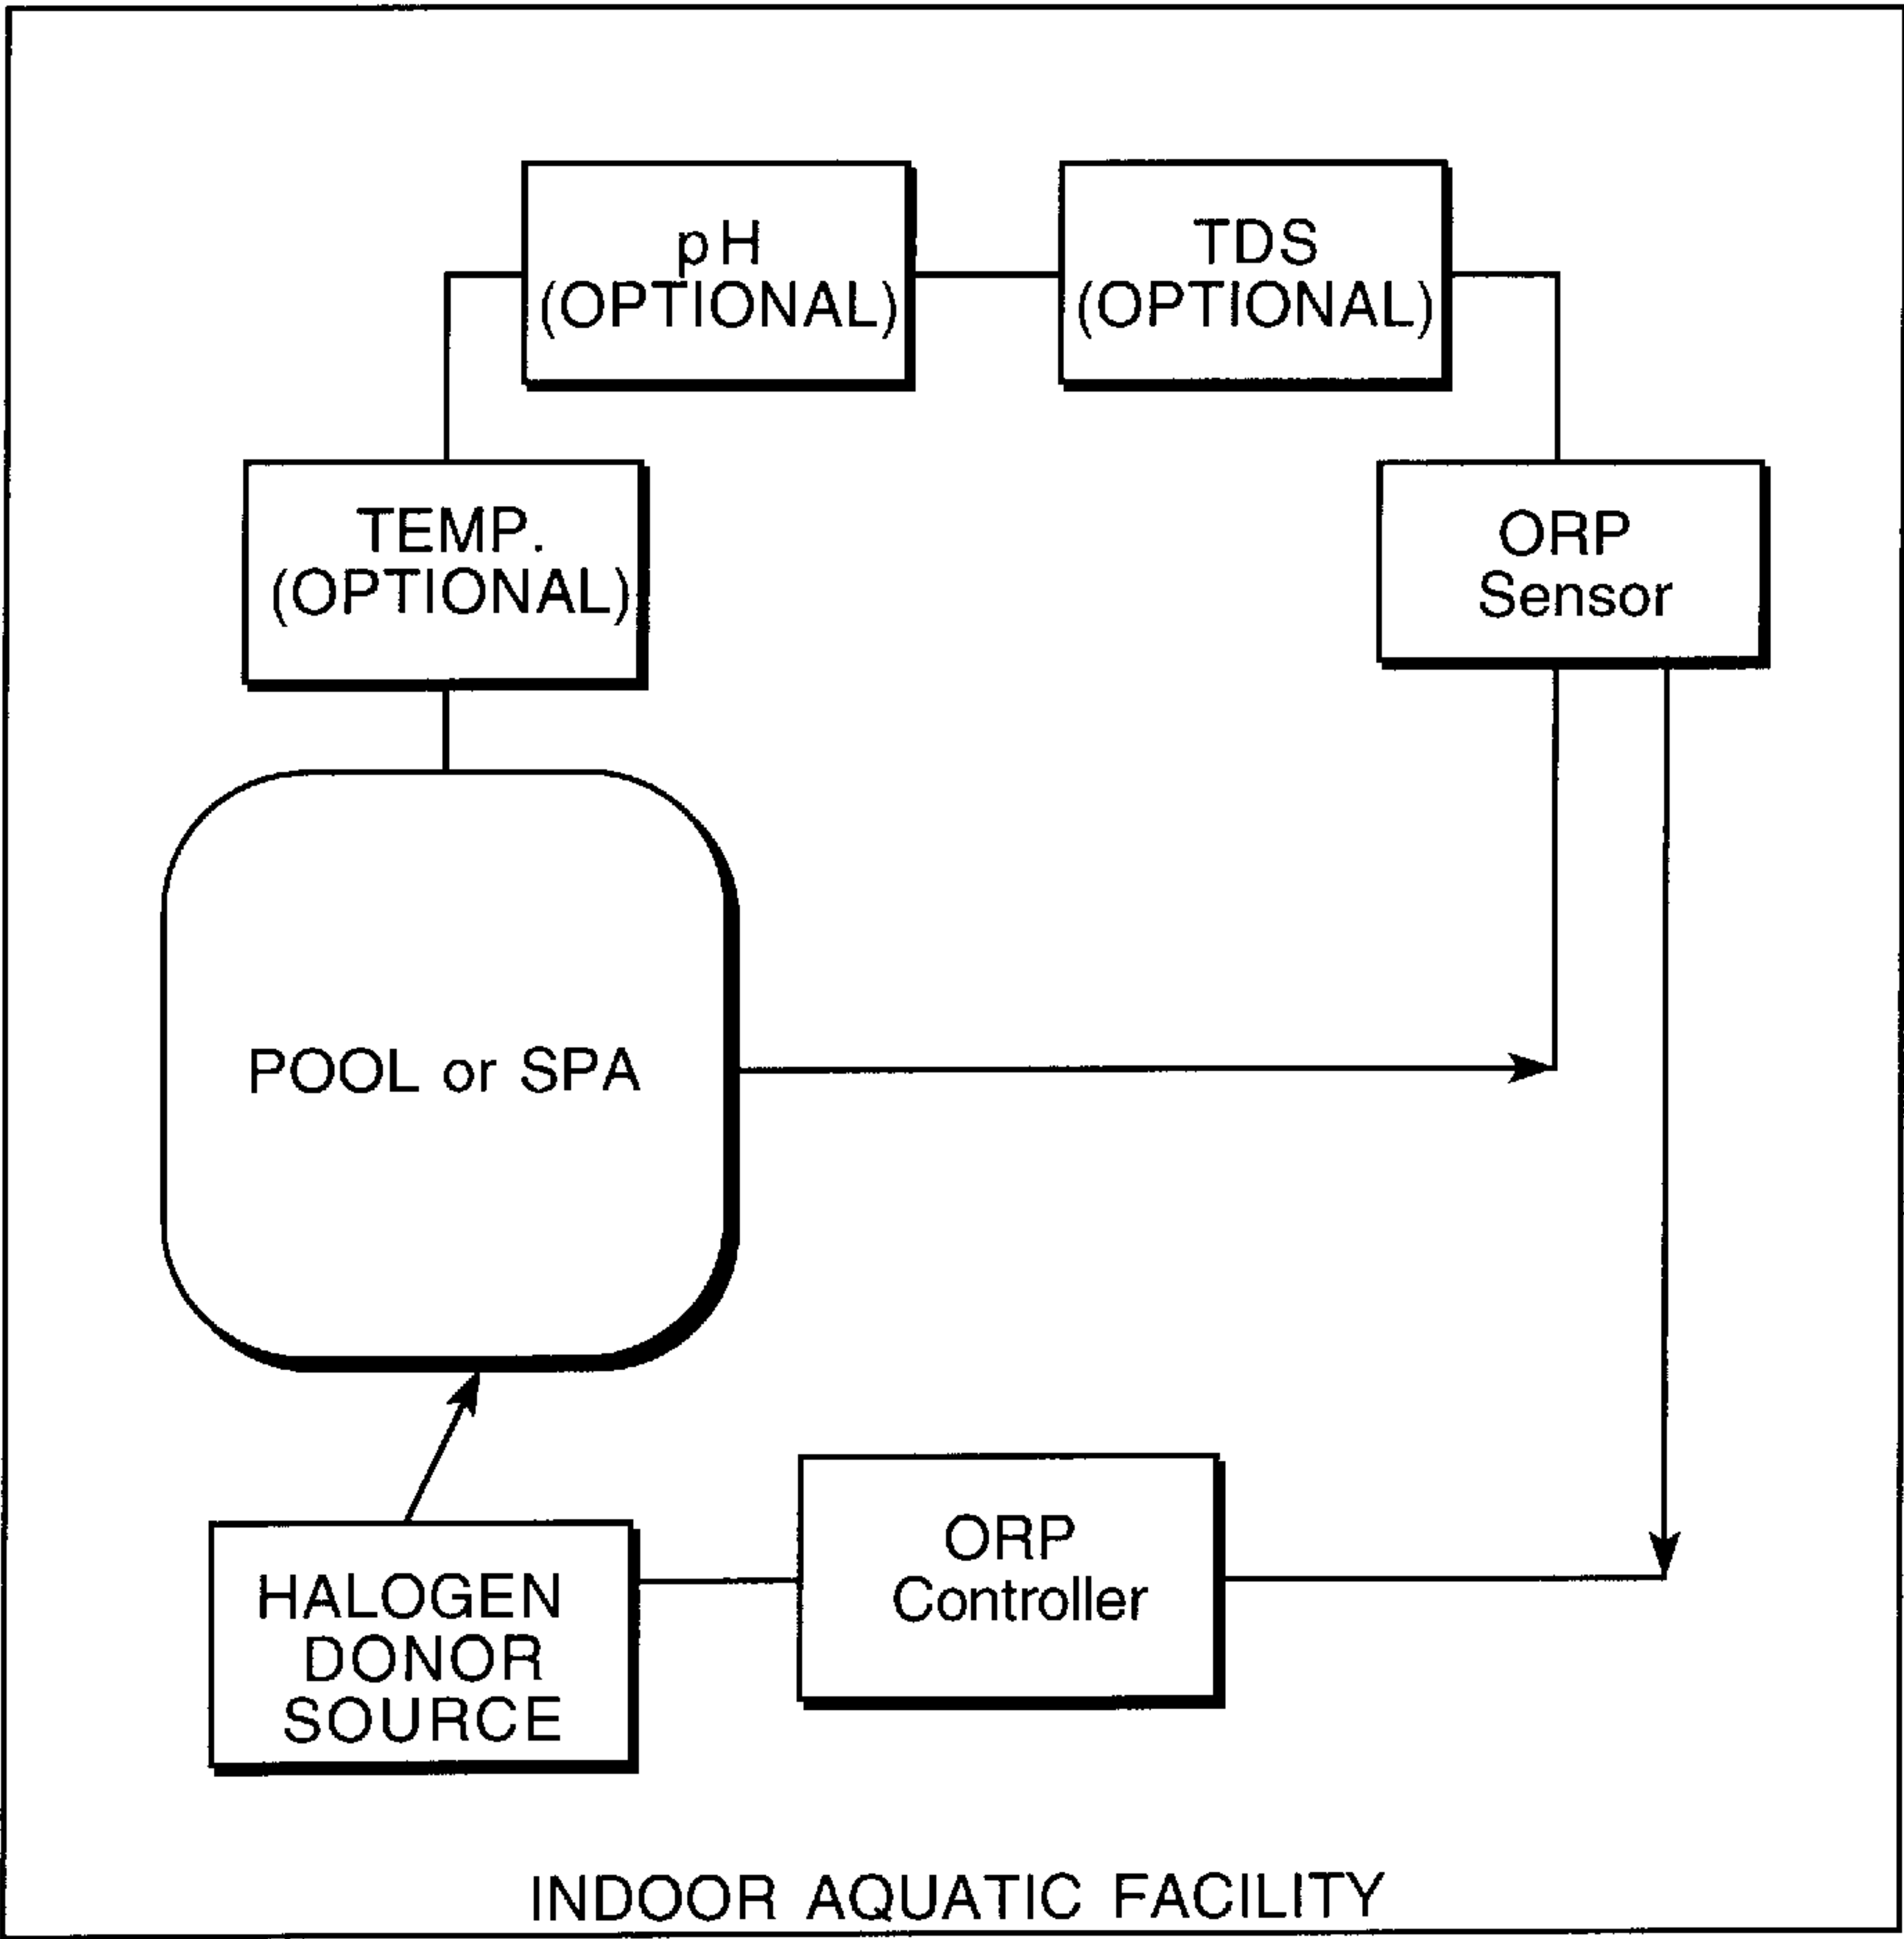 pH
(OPTIONAL)
TDS
(OPTIONAL)
TEMP.
(OPTIONAL)
ORP
Sensor
POOL or SPA
ORP
Controller
HALOGEN
DONOR
SOURCE
INDOOR AQUATIC FACILITY